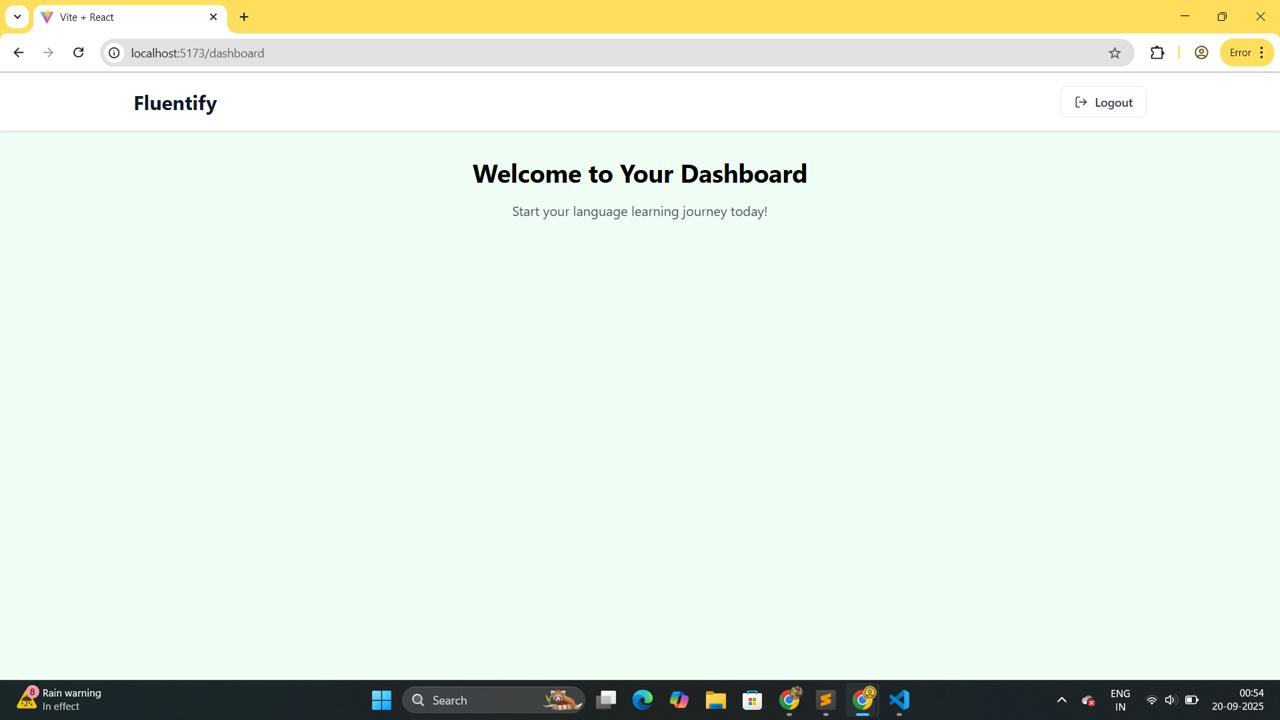 Vite + React
localhost:5173/dashboard
Error
Fluentify
Logout
Welcome to Your Dashboard
Start your language learning journey today!
8
Rain warning
In effect
Search
ENG
IN
00:54
20-09-2025